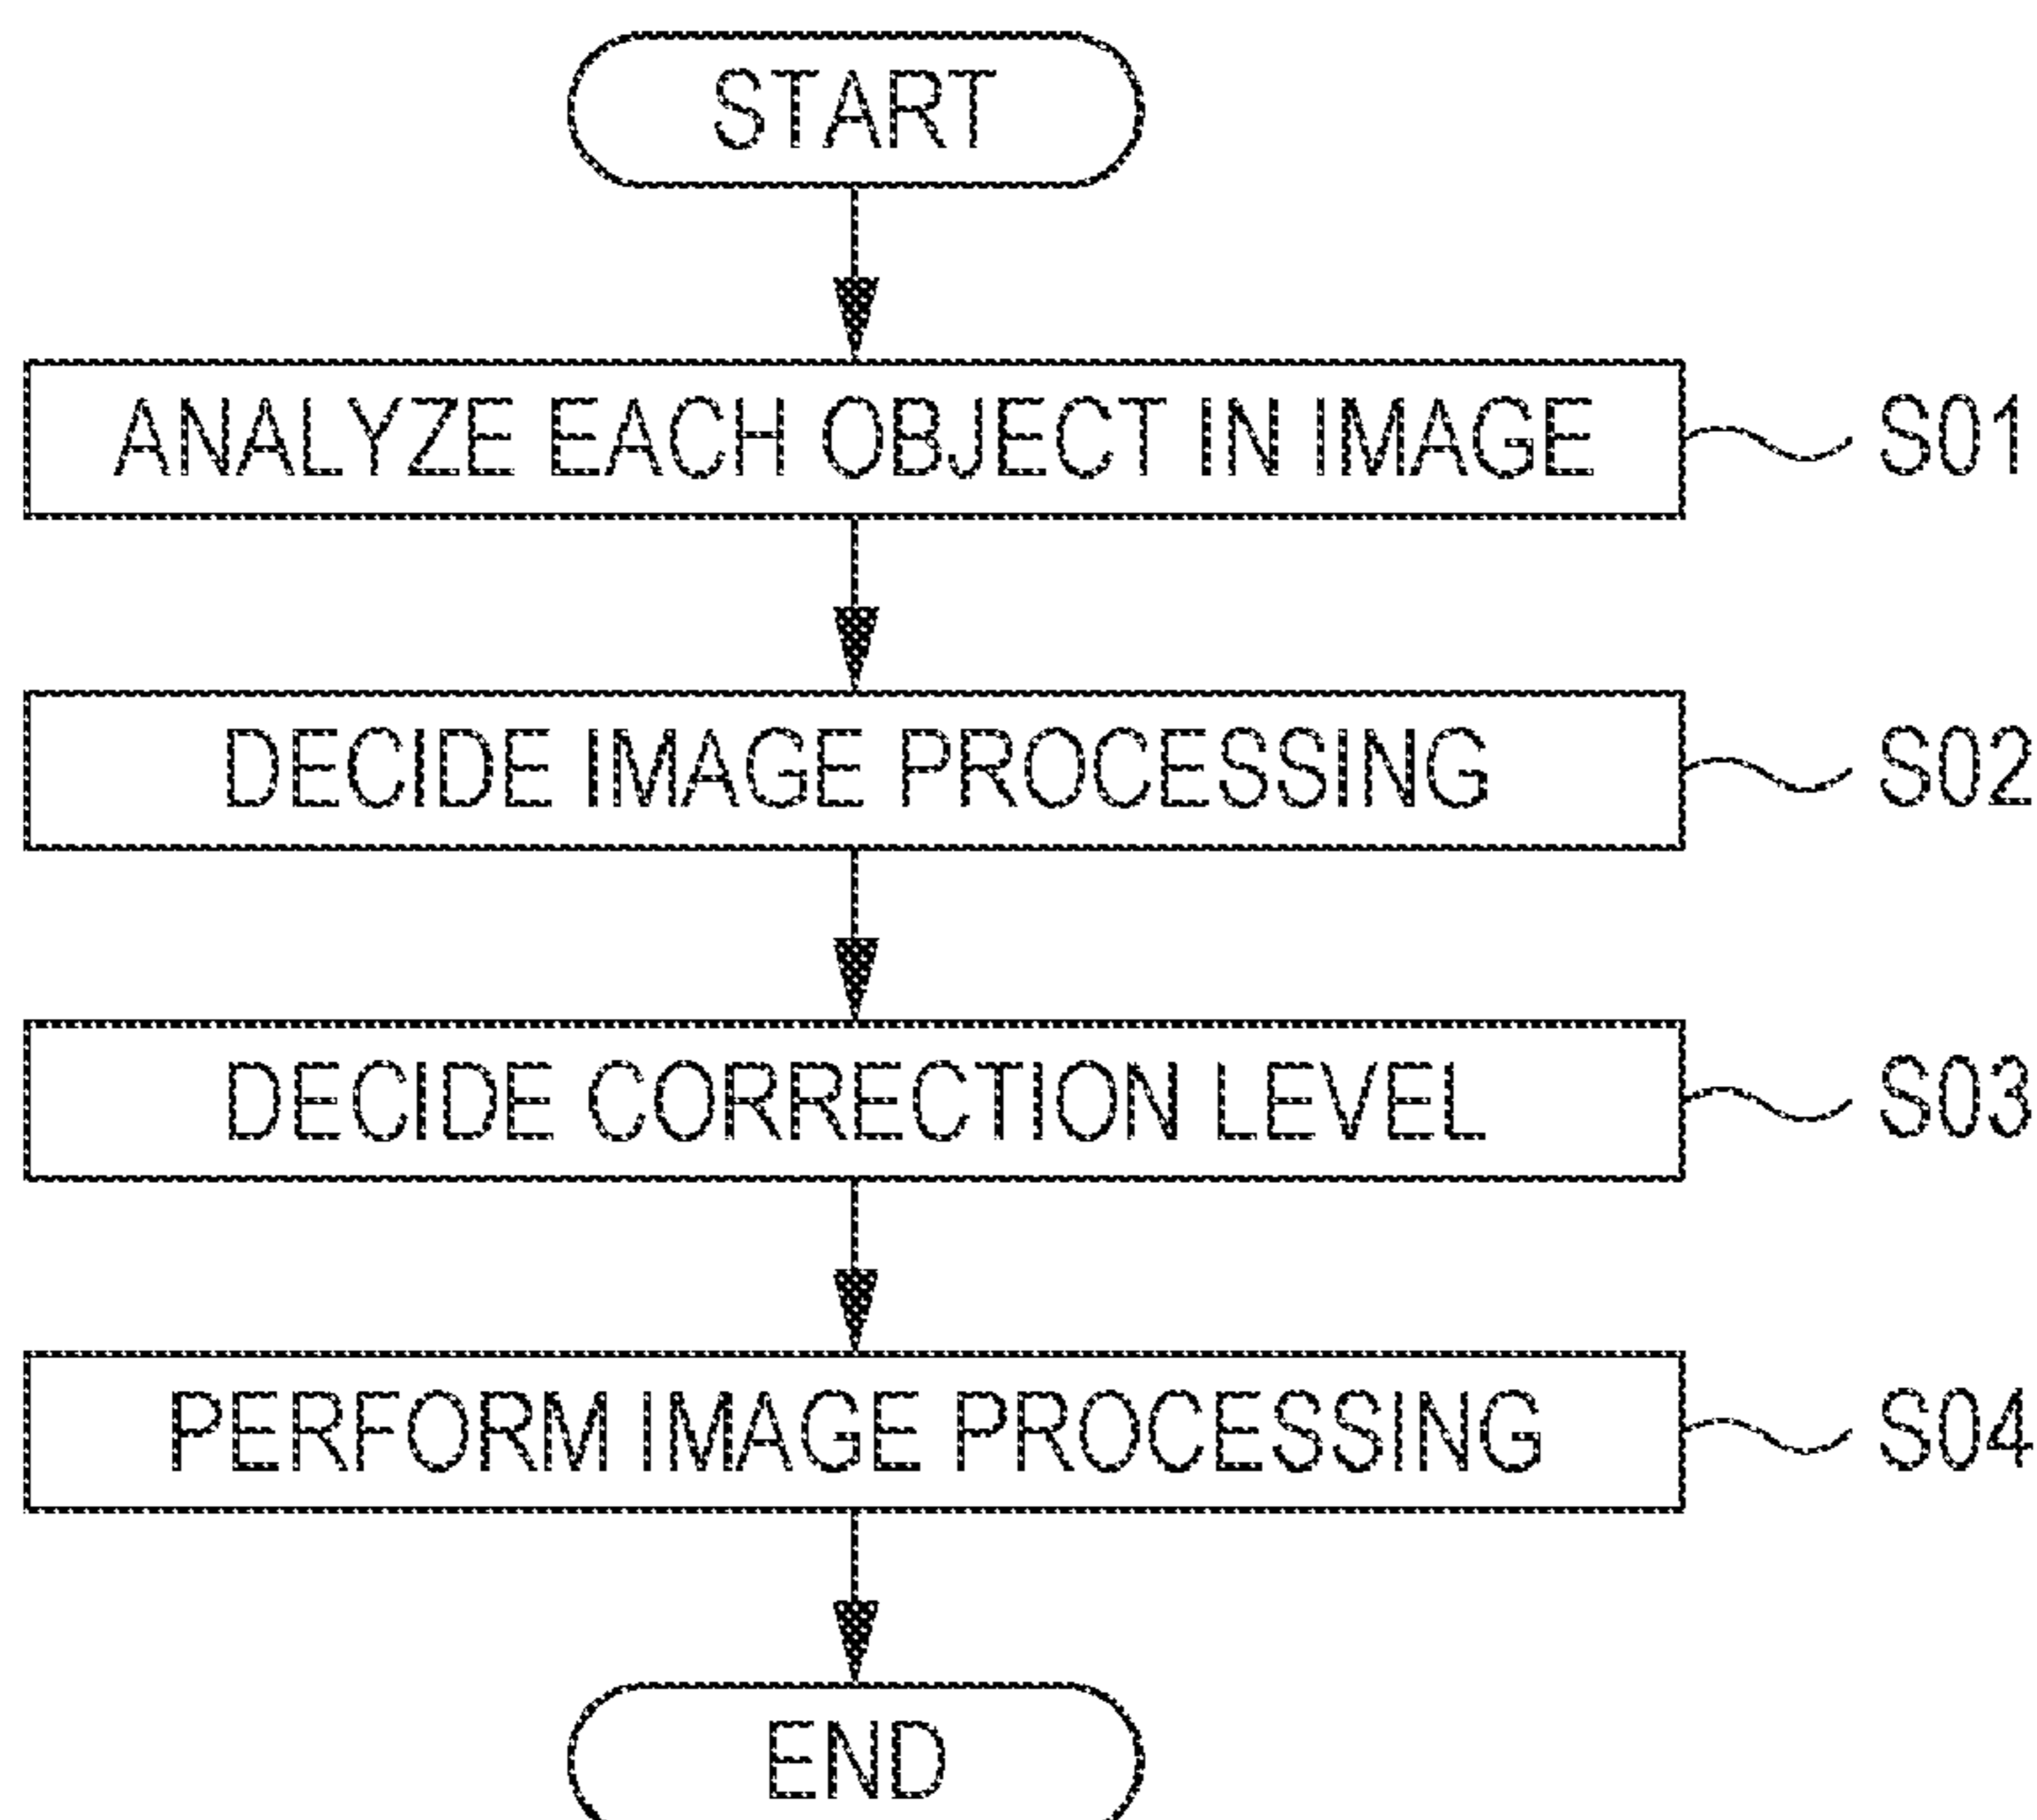 START
ANALYZE EACH OBJECT IN IMAGE S01
DECIDE IMAGE PROCESSING S02
DECIDE CORRECTION LEVEL S03
PERFORM IMAGE PROCESSING S04
END